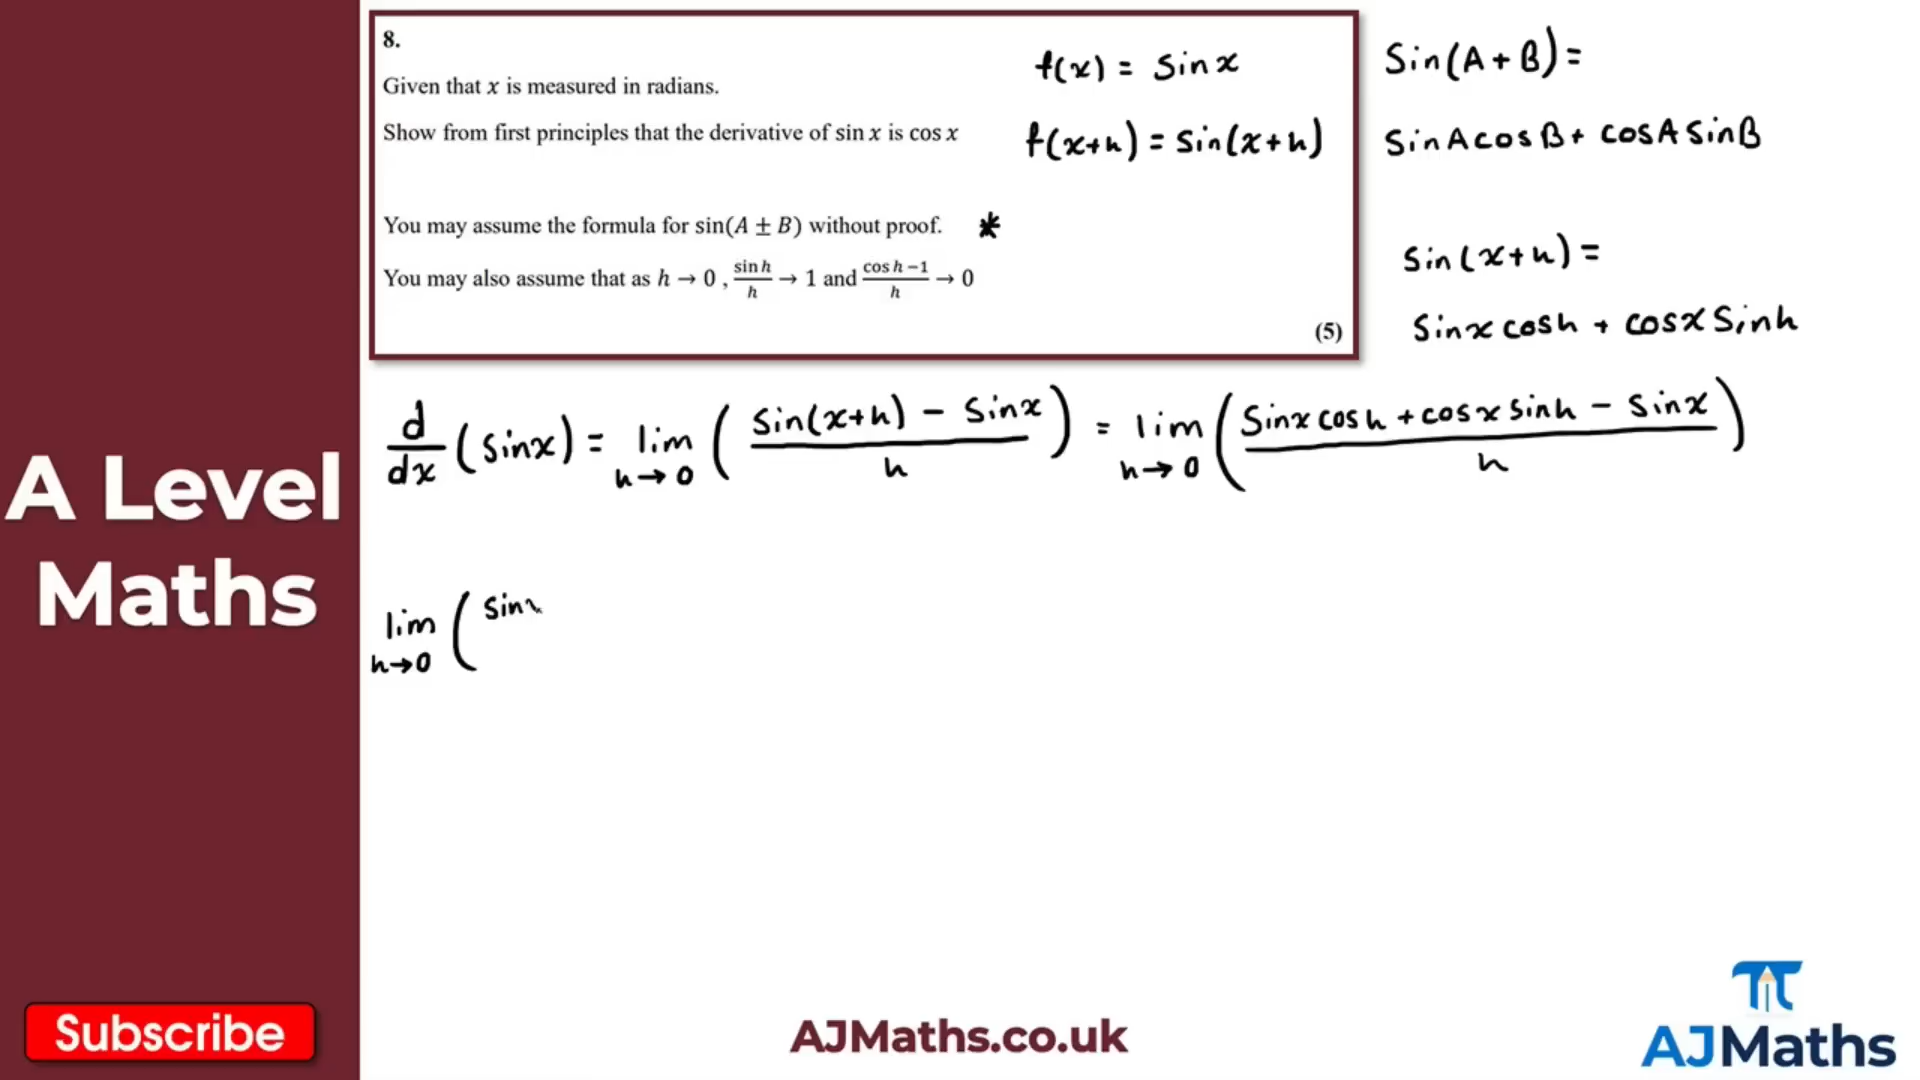 8.
Given that x is measured in radians.
Show from first principles that the derivative of sin x is cos x
You may assume the formula for sin(A ± B) without proof. *
You may also assume that as h → 0 , sin h / h → 1 and cos h −1 / h → 0
(5)
f(x) = sin x
f(x+h) = sin(x+h)
Sin(A+B) =
SinAcosB + cosASinB
Sin(x+h) =
Sinx cosh + cosx Sinh
d/dx (sinx) = lim h→0 ( sin(x+h) − sinx / h ) = lim h→0 ( Sinx cosh + cosx sinh − sinx / h )
lim h→0 ( sinx
A Level
Maths
Subscribe
AJMaths.co.uk
AJMaths